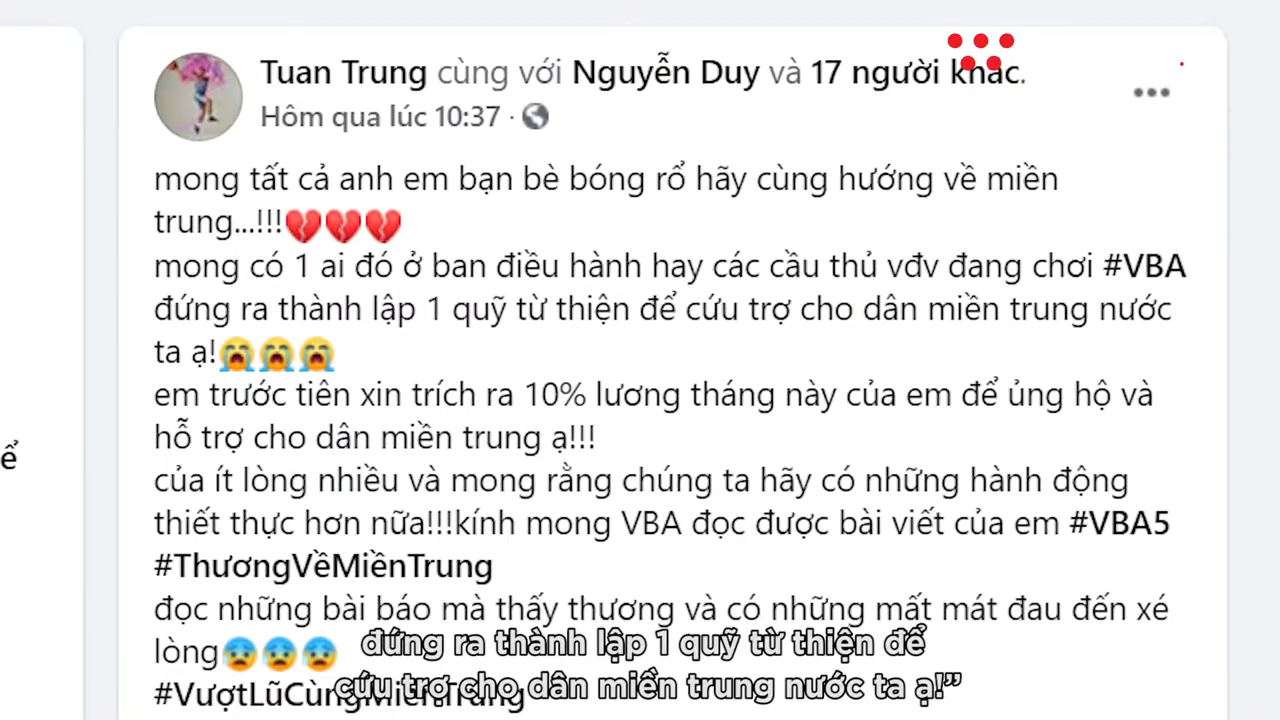 Tuan Trung cùng với Nguyễn Duy và 17 người khác.
Hôm qua lúc 10:37 ·
mong tất cả anh em bạn bè bóng rổ hãy cùng hướng về miền
trung...!!!💔💔💔
mong có 1 ai đó ở ban điều hành hay các cầu thủ vđv đang chơi #VBA
đứng ra thành lập 1 quỹ từ thiện để cứu trợ cho dân miền trung nước
ta ạ!😭😭😭
em trước tiên xin trích ra 10% lương tháng này của em để ủng hộ và
hỗ trợ cho dân miền trung ạ!!!
của ít lòng nhiều và mong rằng chúng ta hãy có những hành động
thiết thực hơn nữa!!!kính mong VBA đọc được bài viết của em #VBA5
#ThươngVềMiềnTrung
ể
đọc những bài báo mà thấy thương và có những mất mát đau đến xé
lòng😰😰😰
#VượtLũCùngMiềnTrung
đứng ra thành lập 1 quỹ từ thiện để
cứu trợ cho dân miền trung nước ta ạ!”